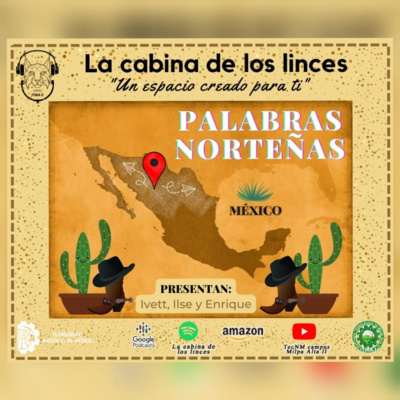 La cabina de los linces
"Un espacio creado para ti"
PALABRAS
NORTEÑAS
MÉXICO
PRESENTAN:
Ivett, Ilse y Enrique
Google
Podcasts
La cabina de
los linces
amazon
TecNM campus
Milpa Alta II